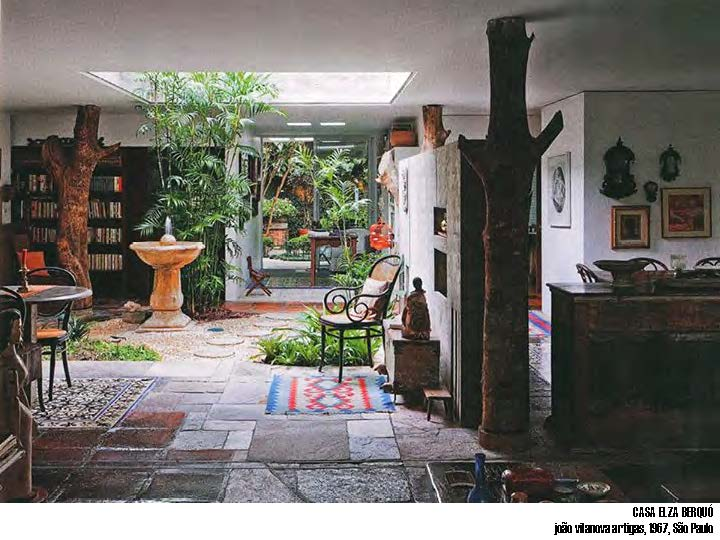 CASA ELZA BERQUÓ
joão vilanova artigas, 1967, São Paulo